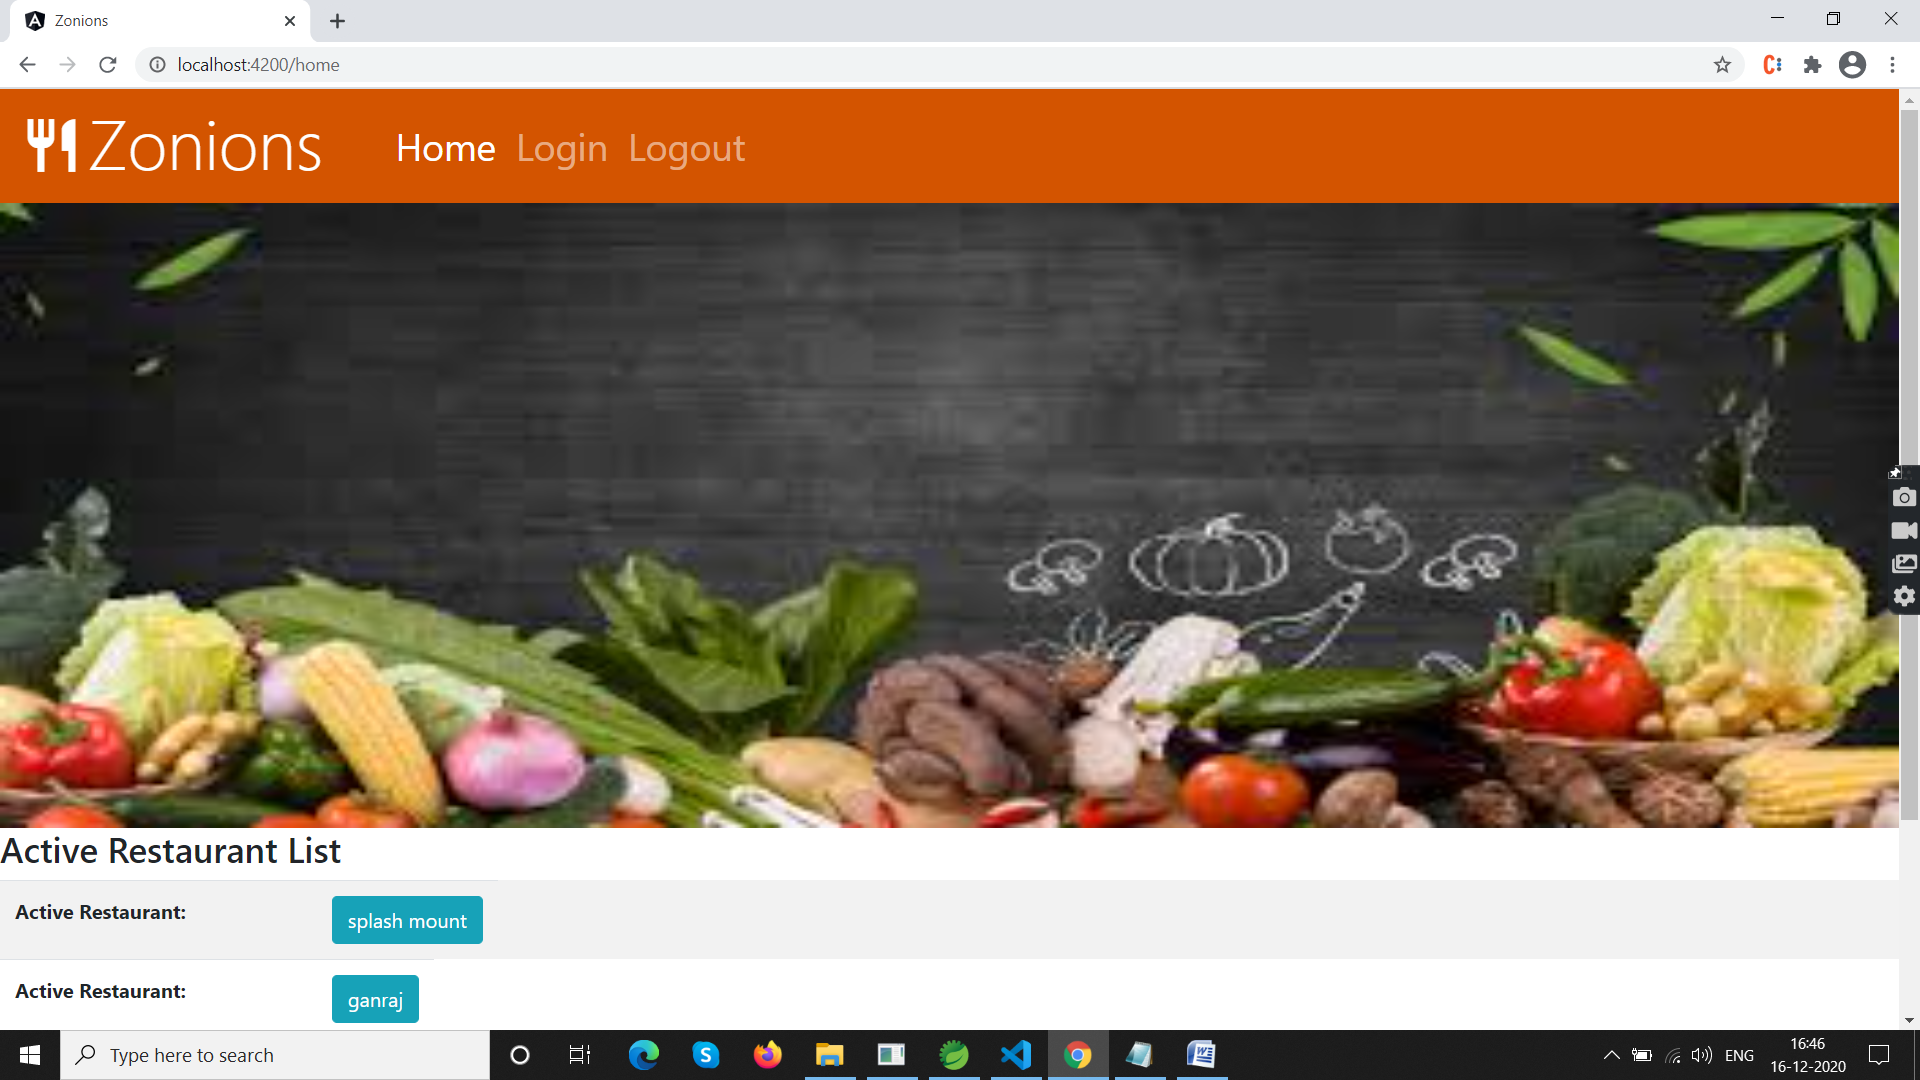 Zonions
localhost:4200/home
Zonions Home Login Logout
Active Restaurant List
Active Restaurant: splash mount
Active Restaurant: ganraj
Type here to search
ENG
16:46
16-12-2020